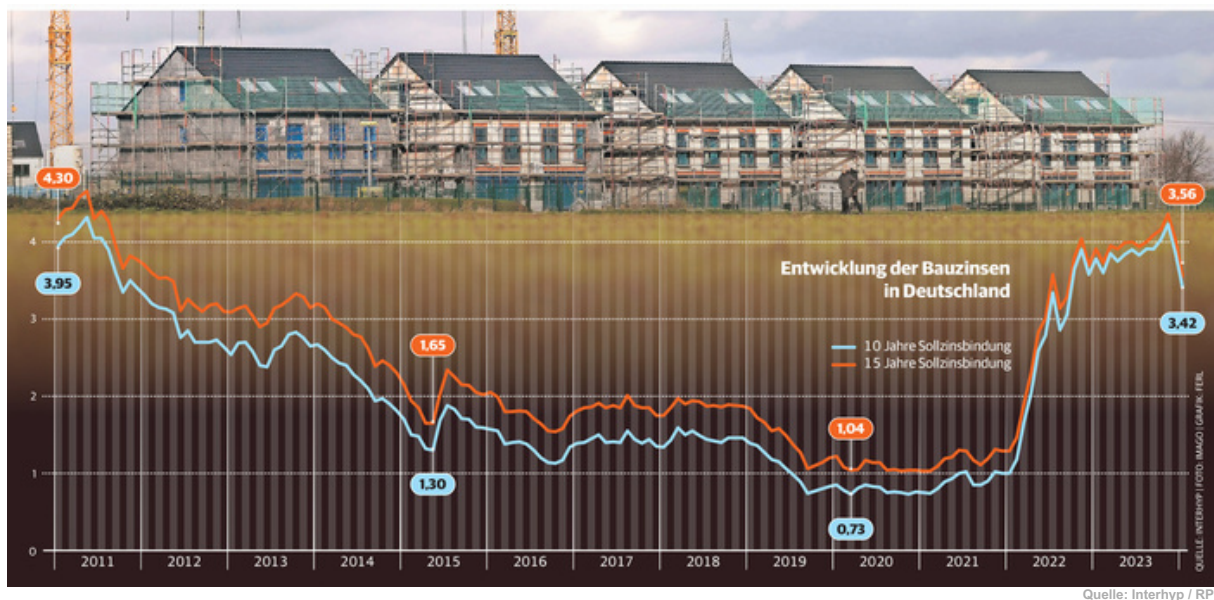 4,30
3,56
4
3,95
Entwicklung der Bauzinsen
in Deutschland
3
3,42
1,65
10 Jahre Sollzinsbindung
15 Jahre Sollzinsbindung
2
1,04
1
1,30
0,73
0
2011 2012 2013 2014 2015 2016 2017 2018 2019 2020 2021 2022 2023
QUELLE: INTERHYP | FOTO: IMAGO | GRAFIK: FERL
Quelle: Interhyp / RP